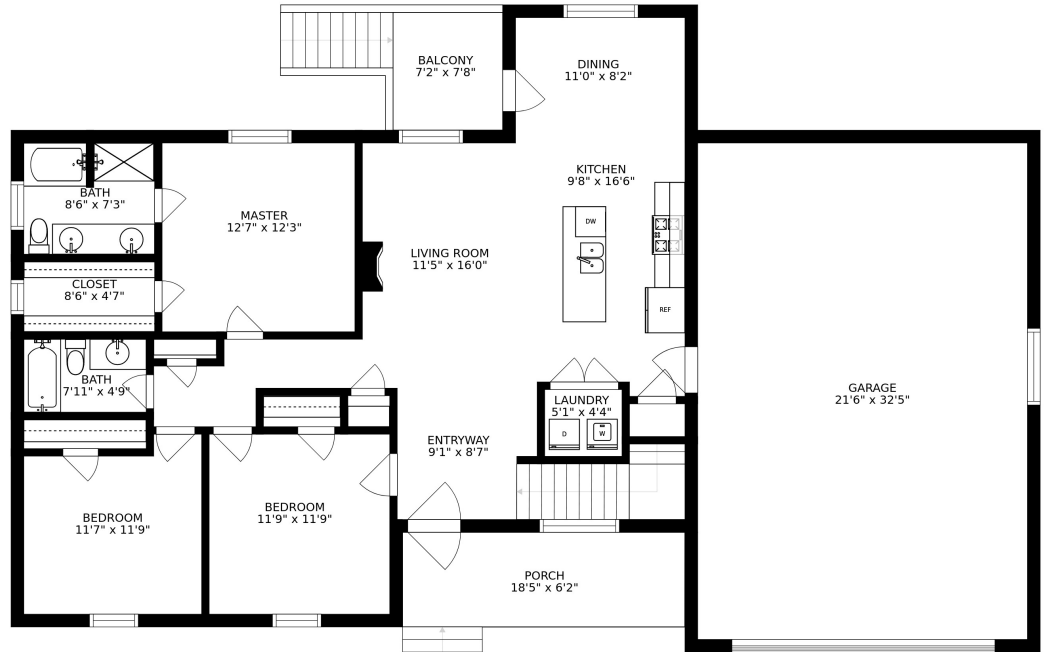 BALCONY
7'2" x 7'8"
DINING
11'0" x 8'2"
KITCHEN
9'8" x 16'6"
BATH
8'6" x 7'3"
MASTER
12'7" x 12'3"
DW
LIVING ROOM
11'5" x 16'0"
CLOSET
8'6" x 4'7"
REF
BATH
7'11" x 4'9"
GARAGE
21'6" x 32'5"
LAUNDRY
5'1" x 4'4"
D
W
ENTRYWAY
9'1" x 8'7"
BEDROOM
11'7" x 11'9"
BEDROOM
11'9" x 11'9"
PORCH
18'5" x 6'2"